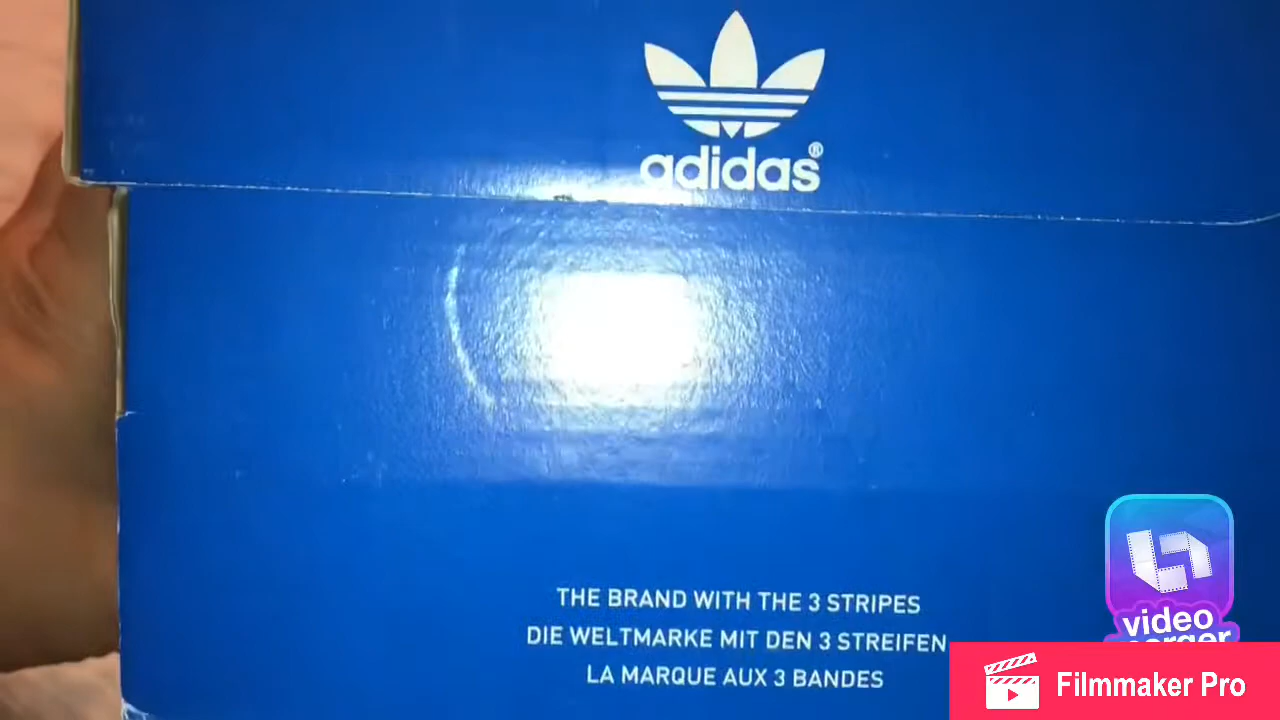 adidas®
THE BRAND WITH THE 3 STRIPES
DIE WELTMARKE MIT DEN 3 STREIFEN
LA MARQUE AUX 3 BANDES
video
Filmmaker Pro